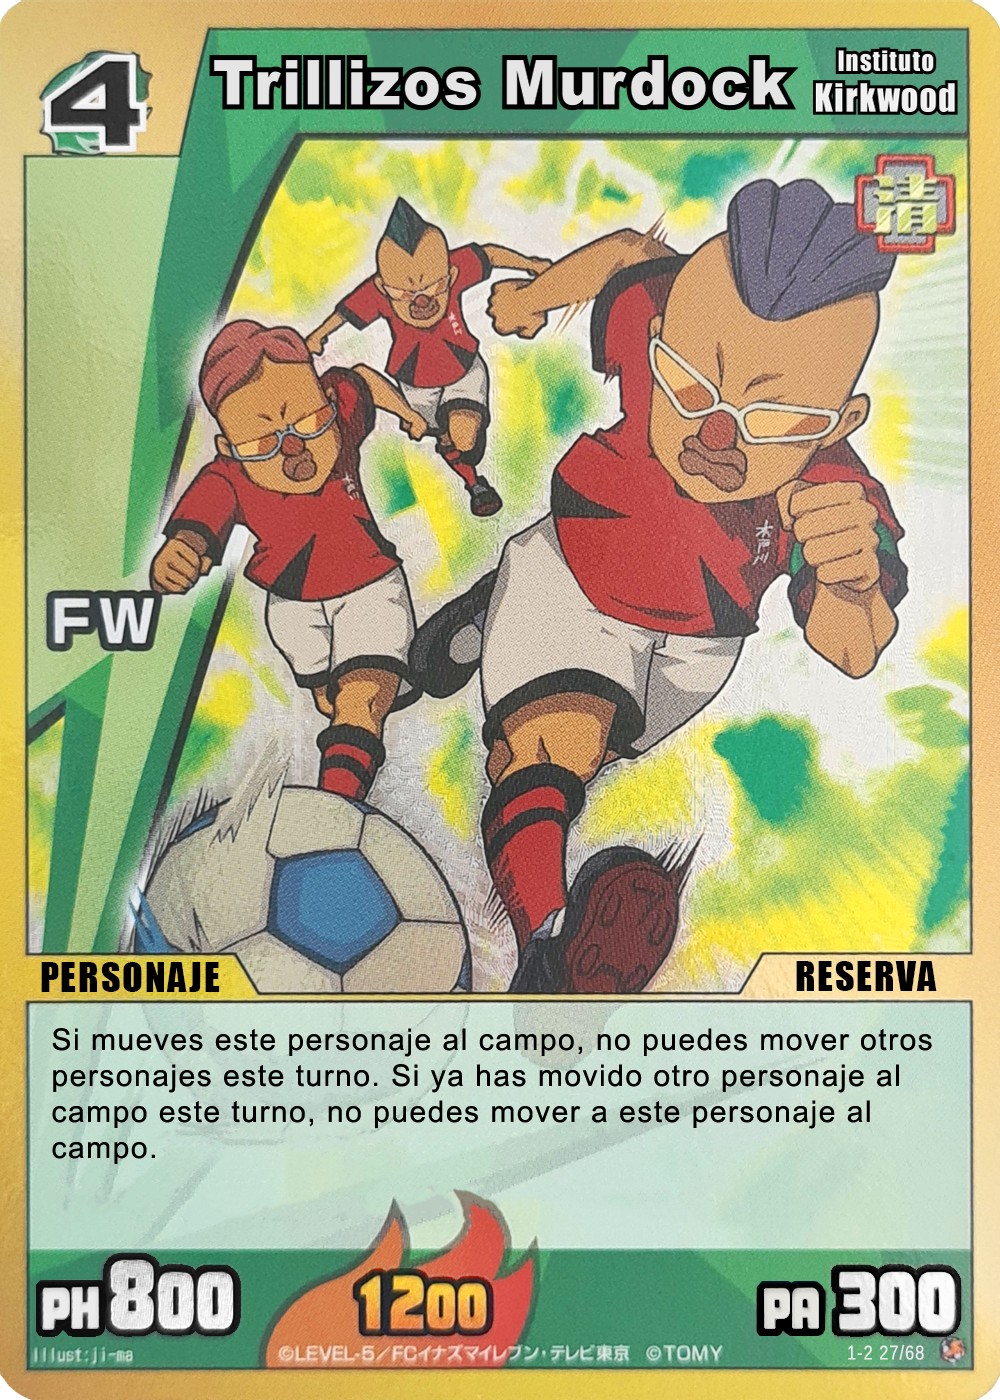 4
Trillizos Murdock
Instituto
Kirkwood
清
木戸川
FW
PERSONAJE
RESERVA
Si mueves este personaje al campo, no puedes mover otros
personajes este turno. Si ya has movido otro personaje al
campo este turno, no puedes mover a este personaje al
campo.
PH 800
1200
PA 300
Illust:ji-ma
©LEVEL-5/FCイナズマイレブン・テレビ東京 ©TOMY
1-2 27/68